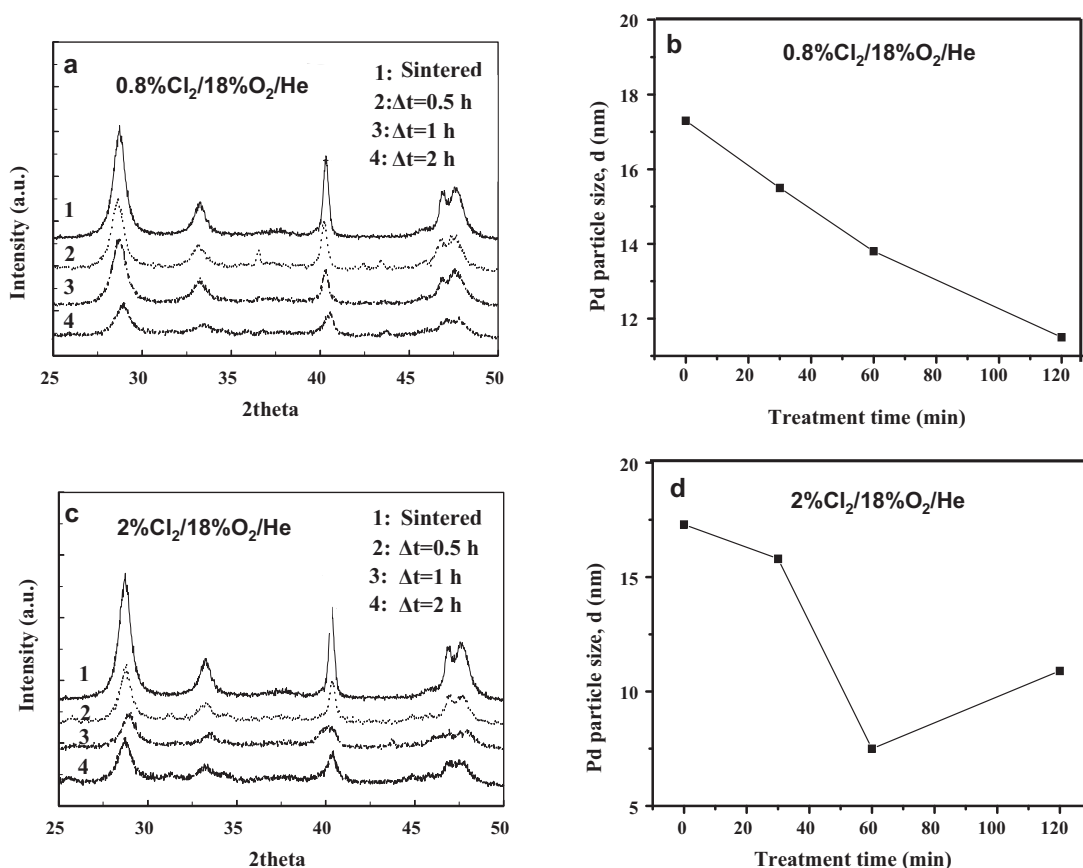 a
0.8%Cl₂/18%O₂/He
1: Sintered
2:Δt=0.5 h
3: Δt=1 h
4: Δt=2 h
1
2
3
4
Intensity (a.u.)
25 30 35 40 45 50
2theta
b
0.8%Cl₂/18%O₂/He
20
18
16
14
12
Pd particle size, d (nm)
0 20 40 60 80 100 120
Treatment time (min)
c
2%Cl₂/18%O₂/He
1: Sintered
2: Δt=0.5 h
3: Δt=1 h
4: Δt=2 h
1
2
3
4
Intensity (a.u.)
25 30 35 40 45 50
2theta
d
2%Cl₂/18%O₂/He
20
15
10
5
Pd particle size, d (nm)
0 20 40 60 80 100 120
Treatment time (min)